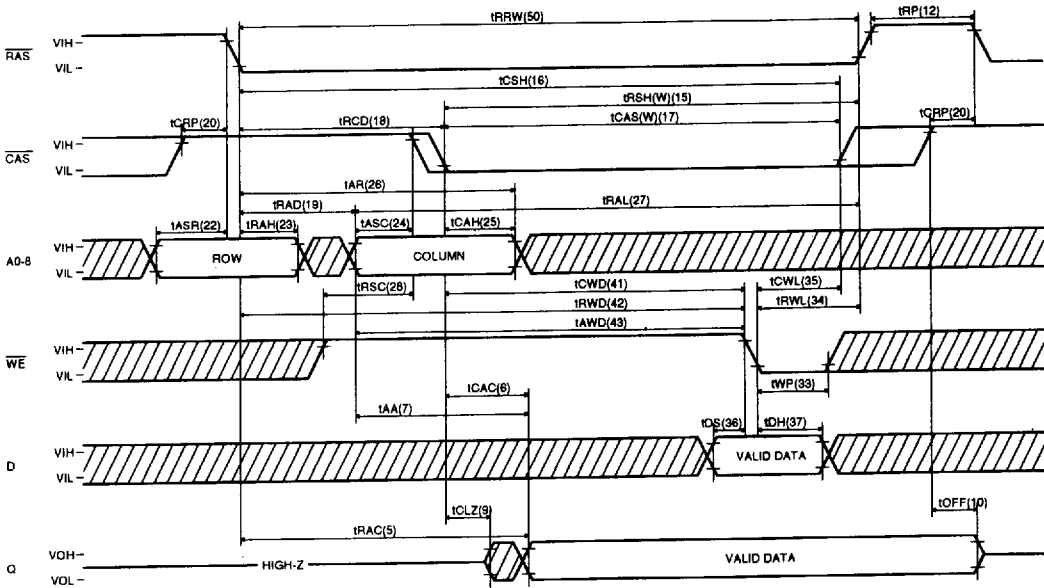 tRRW(50)
tRP(12)
RAS
VIH
VIL
tCSH(16)
tRSH(W)(15)
tCRP(20)
tRCD(18)
tCAS(W)(17)
tCRP(20)
CAS
VIH
VIL
tAR(26)
tRAD(19)
tRAL(27)
tASR(22)
tRAH(23)
tASC(24)
tCAH(25)
A0-8
VIH
VIL
ROW
COLUMN
tRSC(28)
tCWD(41)
tCWL(35)
tRWD(42)
tRWL(34)
tAWD(43)
WE
VIH
VIL
tWP(33)
tCAC(6)
tAA(7)
tDS(36)
tDH(37)
D
VIH
VIL
VALID DATA
tCLZ(9)
tOFF(10)
tRAC(5)
Q
VOH
VOL
HIGH-Z
VALID DATA